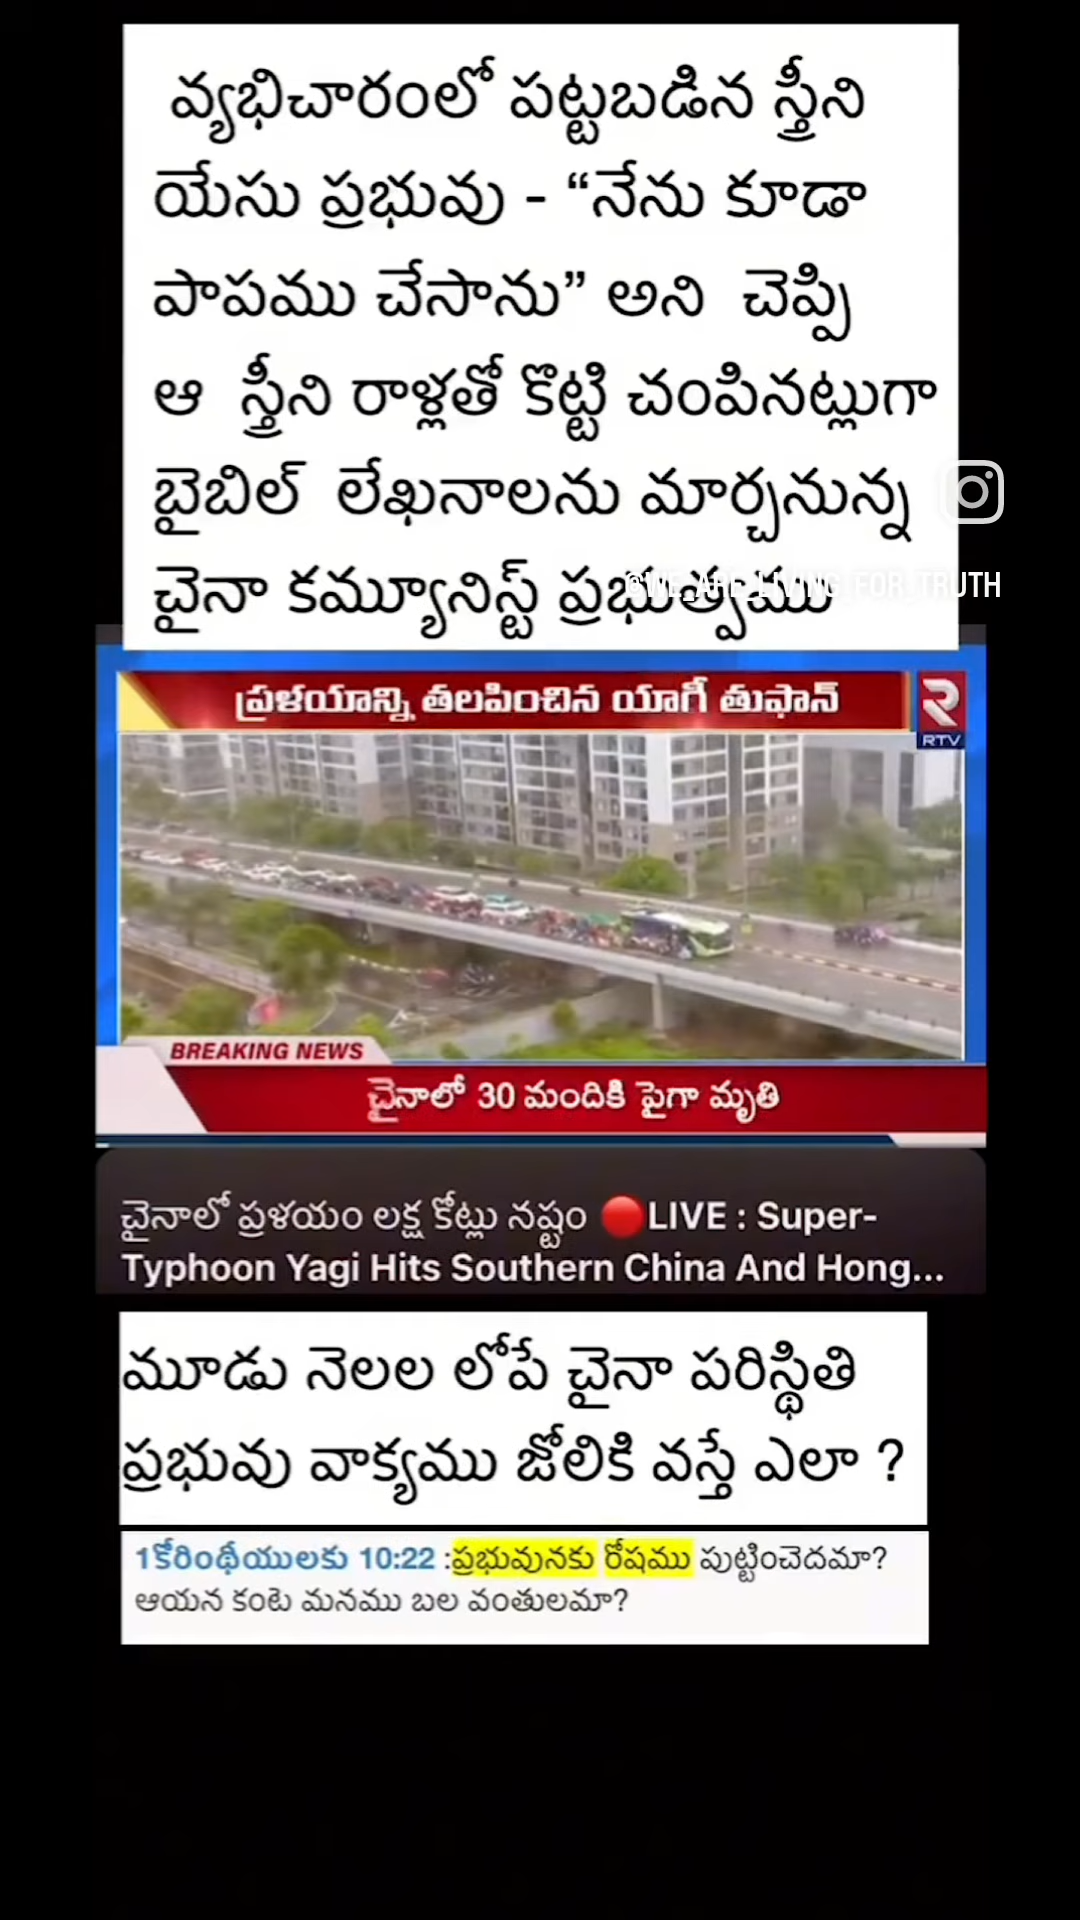 వ్యభిచారంలో పట్టబడిన స్త్రీని
యేసు ప్రభువు - “నేను కూడా
పాపము చేసాను” అని చెప్పి
ఆ స్త్రీని రాళ్లతో కొట్టి చంపినట్లుగా
బైబిల్ లేఖనాలను మార్చనున్న
చైనా కమ్యూనిస్ట్ ప్రభుత్వము
@WE_ARE_LIVING_FOR_TRUTH
ప్రళయాన్ని తలపించిన యాగీ తుఫాన్
RTV
BREAKING NEWS
చైనాలో 30 మందికి పైగా మృతి
చైనాలో ప్రళయం లక్ష కోట్లు నష్టం 🔴LIVE : Super-
Typhoon Yagi Hits Southern China And Hong...
మూడు నెలల లోపే చైనా పరిస్థితి
ప్రభువు వాక్యము జోలికి వస్తే ఎలా ?
1కోరింథీయులకు 10:22 :ప్రభువునకు రోషము పుట్టించెదమా?
ఆయన కంటె మనము బల వంతులమా?